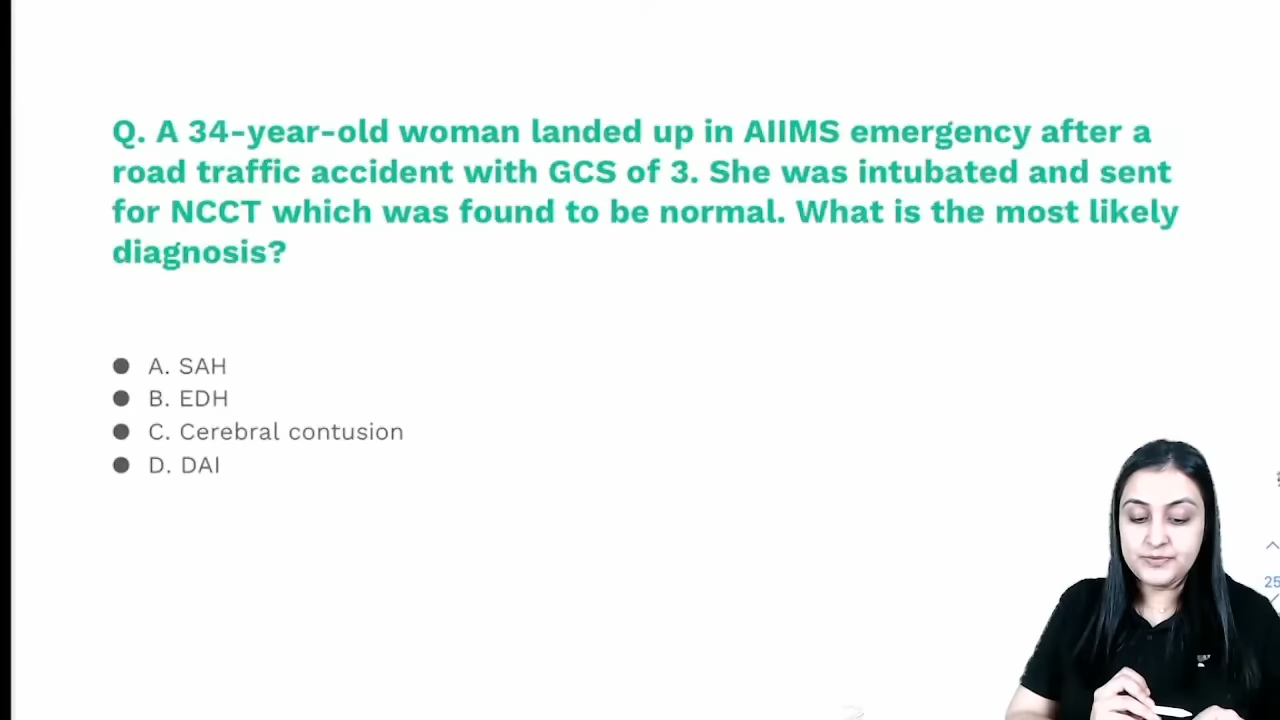 Q. A 34-year-old woman landed up in AIIMS emergency after a
road traffic accident with GCS of 3. She was intubated and sent
for NCCT which was found to be normal. What is the most likely
diagnosis?
● A. SAH
● B. EDH
● C. Cerebral contusion
● D. DAI
25